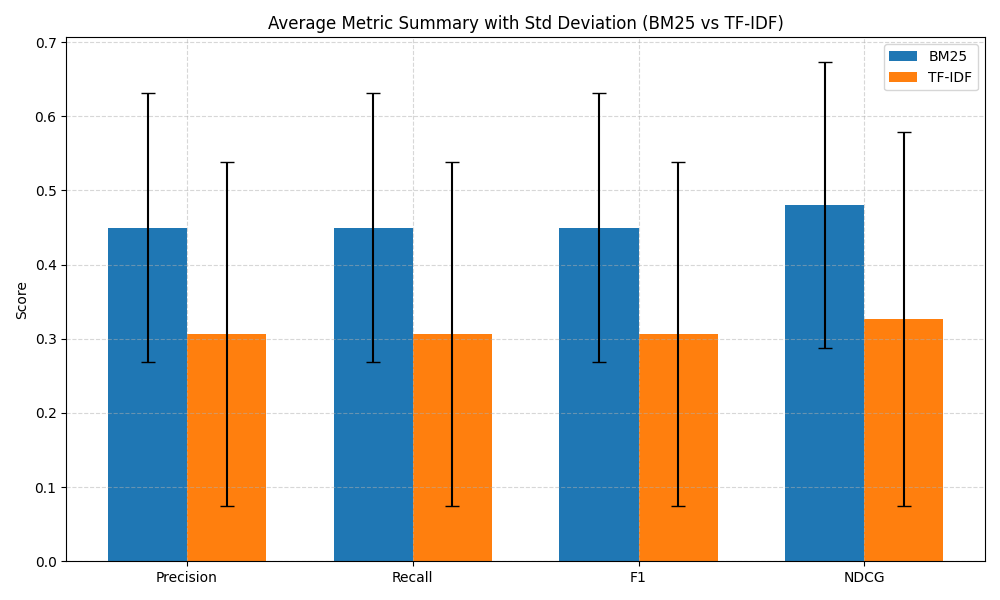 Average Metric Summary with Std Deviation (BM25 vs TF-IDF)
BM25
TF-IDF
Score
0.7
0.6
0.5
0.4
0.3
0.2
0.1
0.0
Precision
Recall
F1
NDCG